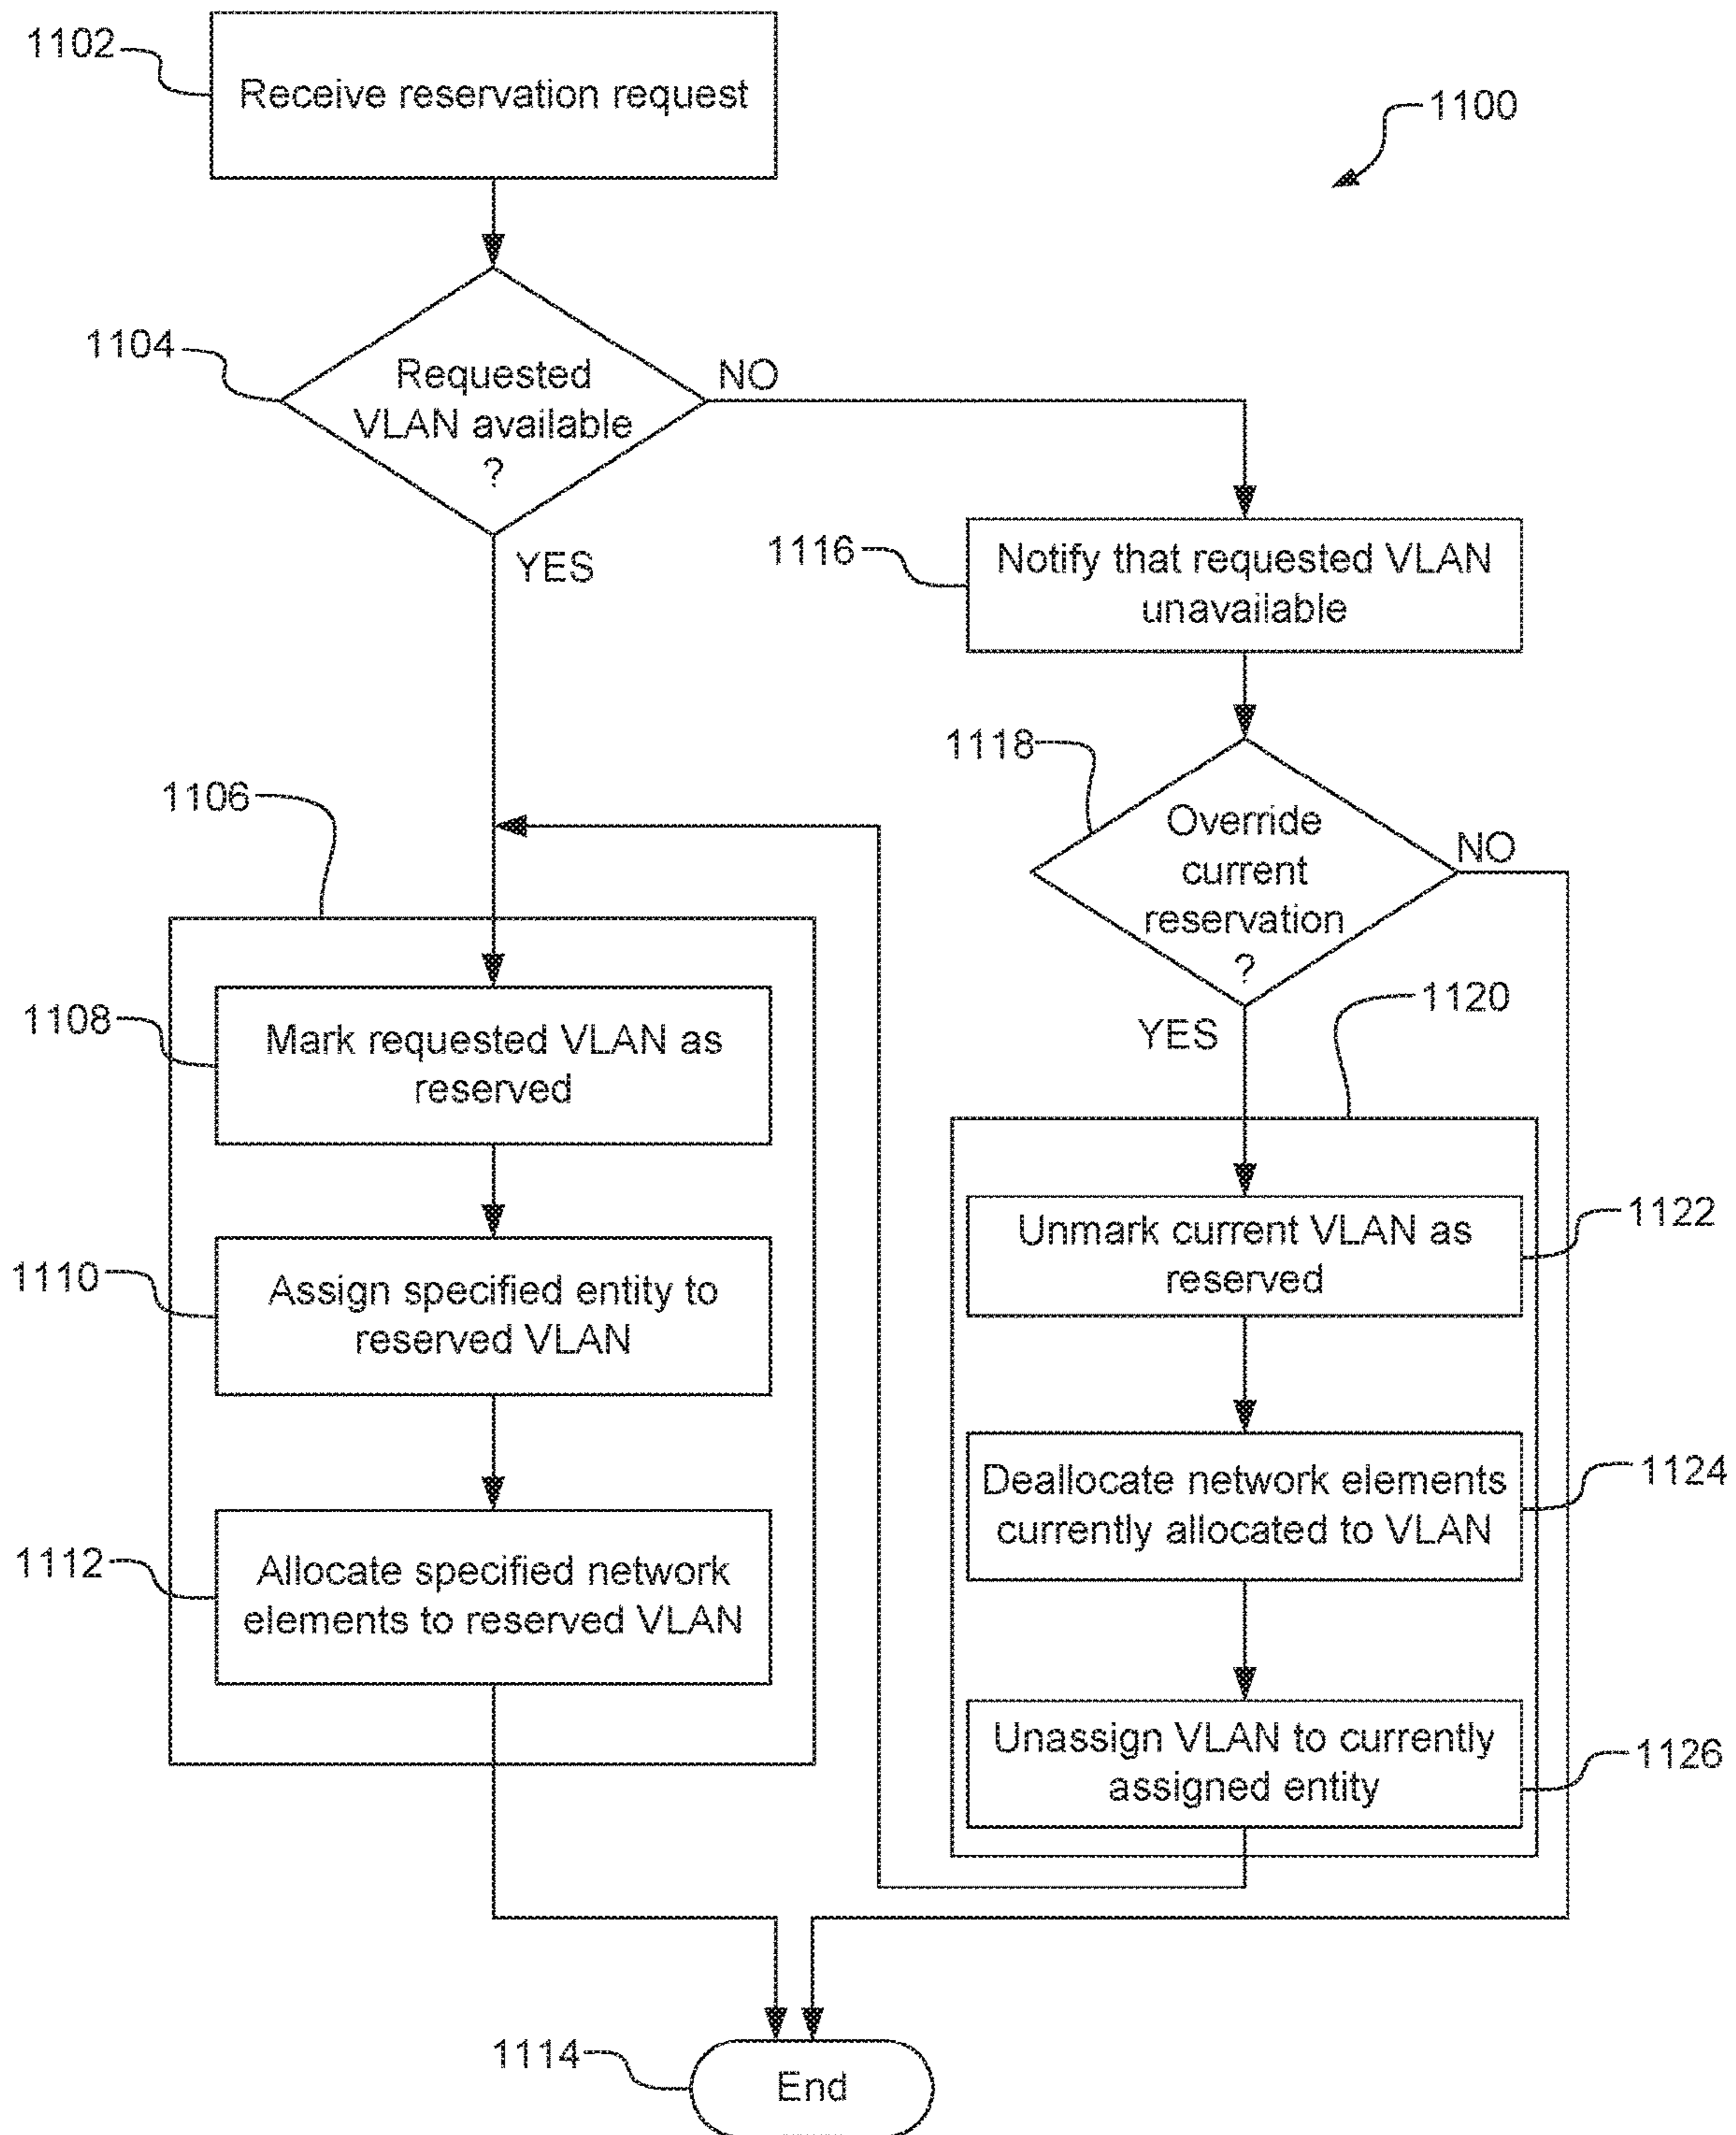 1102
Receive reservation request
1100
1104
Requested
VLAN available
?
NO
YES
1116
Notify that requested VLAN
unavailable
1118
Override
current
reservation
?
NO
YES
1106
1108
Mark requested VLAN as
reserved
1110
Assign specified entity to
reserved VLAN
1112
Allocate specified network
elements to reserved VLAN
1120
1122
Unmark current VLAN as
reserved
1124
Deallocate network elements
currently allocated to VLAN
1126
Unassign VLAN to currently
assigned entity
1114
End